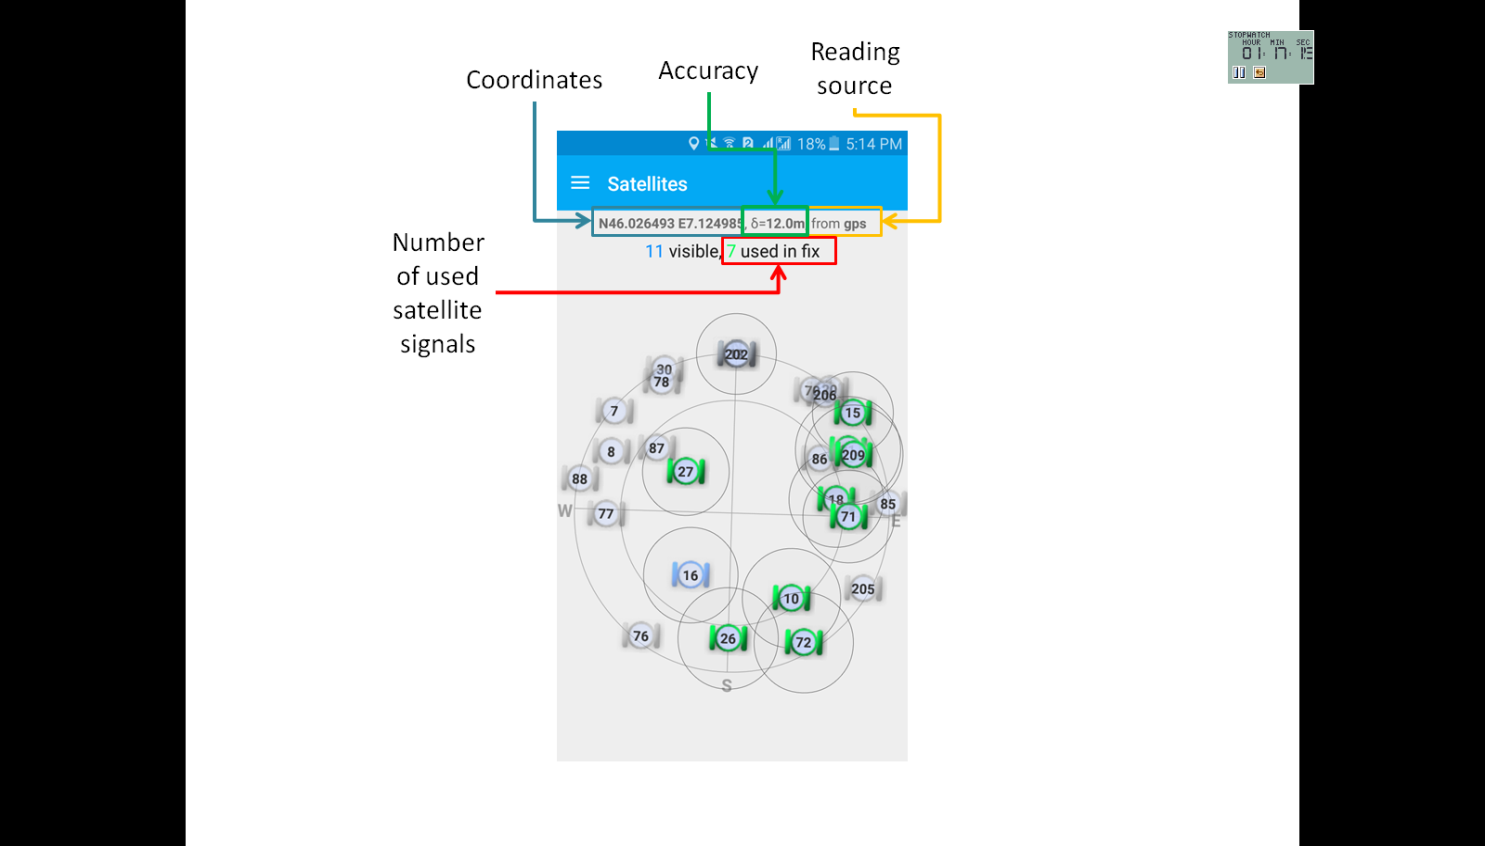 STOPWATCH
HOUR MIN SEC
01 17
Reading
source
Accuracy
Coordinates
18% 5:14 PM
Satellites
N46.026493 E7.124985, δ=12.0m from gps
11 visible, 7 used in fix
Number
of used
satellite
signals
202
30
78
206
7
15
87
8
86
209
27
88
18
85
W
77
71
E
16
205
10
76
26
72
S